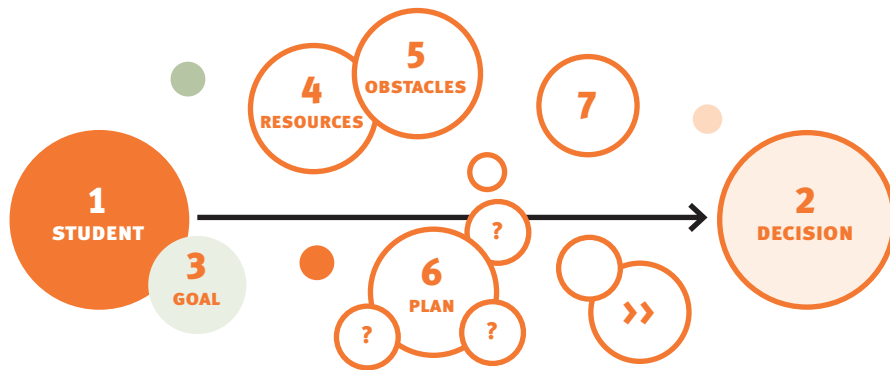 1
STUDENT
3
GOAL
4
RESOURCES
5
OBSTACLES
?
6
PLAN
?
?
7
››
2
DECISION